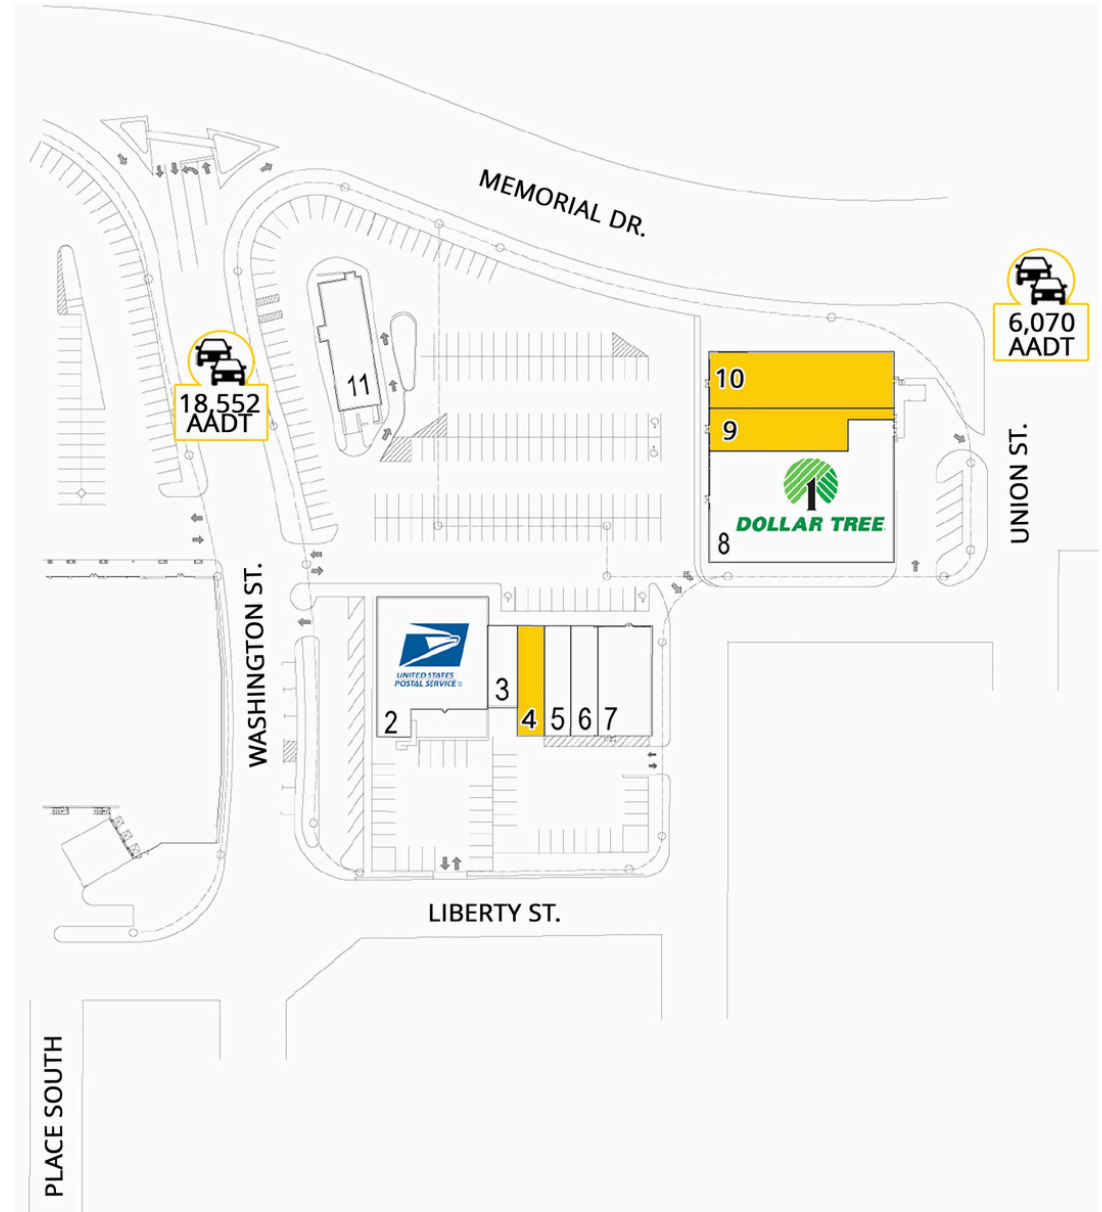 MEMORIAL DR.
6,070
AADT
18,552
AADT
11
10
9
UNION ST.
DOLLAR TREE
8
WASHINGTON ST.
UNITED STATES
POSTAL SERVICE®
2
3
4
5
6
7
LIBERTY ST.
PLACE SOUTH